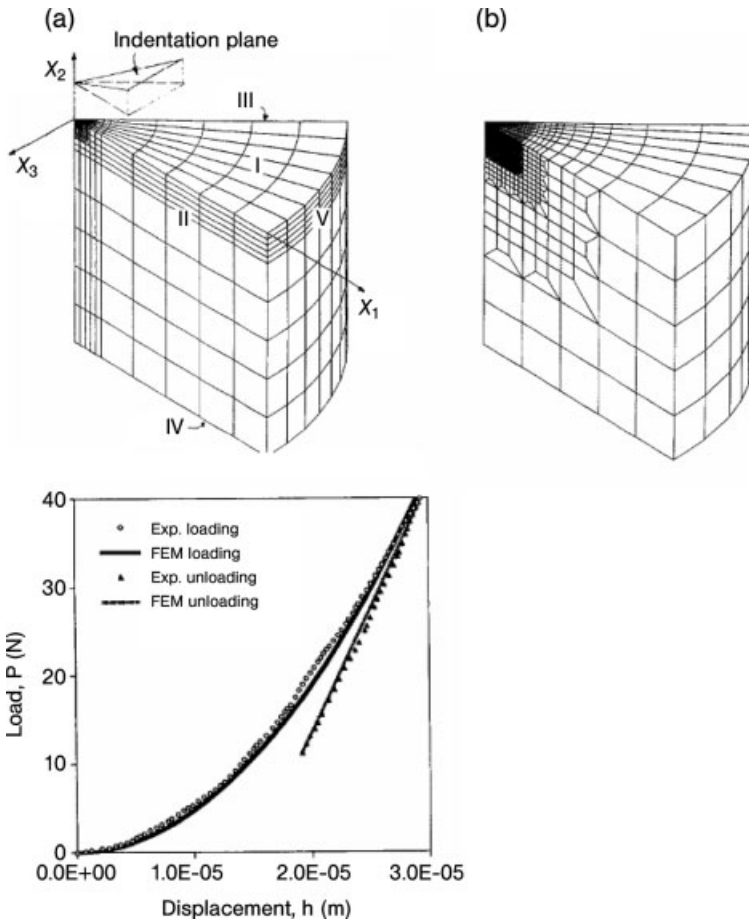 (a)
(b)
Indentation plane
X2
III
X3
I
II
V
X1
IV
40
Exp. loading
FEM loading
Exp. unloading
FEM unloading
30
20
10
0
Load, P (N)
0.0E+00 1.0E-05 2.0E-05 3.0E-05
Displacement, h (m)